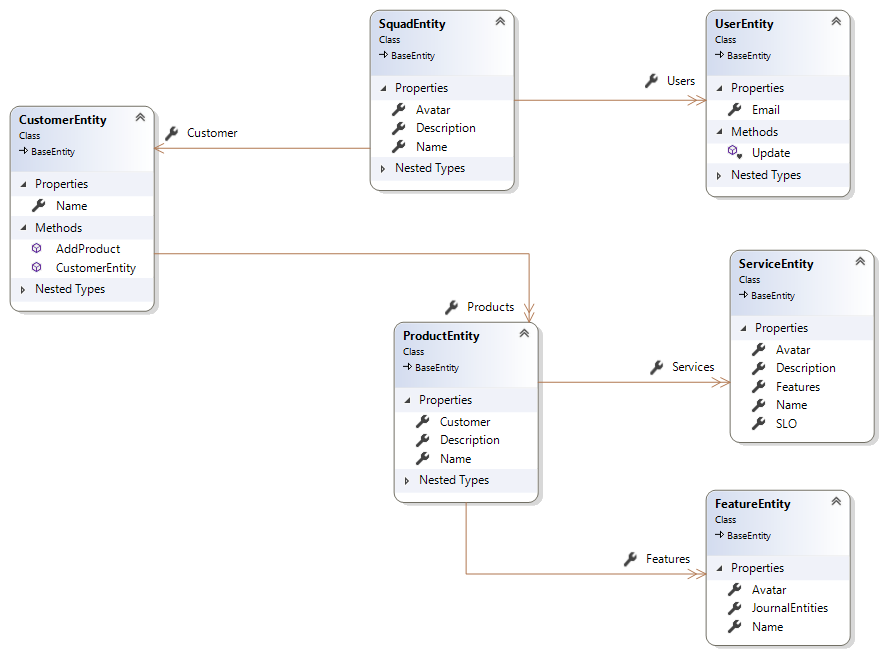 SquadEntity
Class
BaseEntity
Properties
Avatar
Description
Name
Nested Types
Users
UserEntity
Class
BaseEntity
Properties
Email
Methods
Update
Nested Types
Customer
CustomerEntity
Class
BaseEntity
Properties
Name
Methods
AddProduct
CustomerEntity
Nested Types
Products
ProductEntity
Class
BaseEntity
Properties
Customer
Description
Name
Nested Types
Services
ServiceEntity
Class
BaseEntity
Properties
Avatar
Description
Features
Name
SLO
Features
FeatureEntity
Class
BaseEntity
Properties
Avatar
JournalEntities
Name